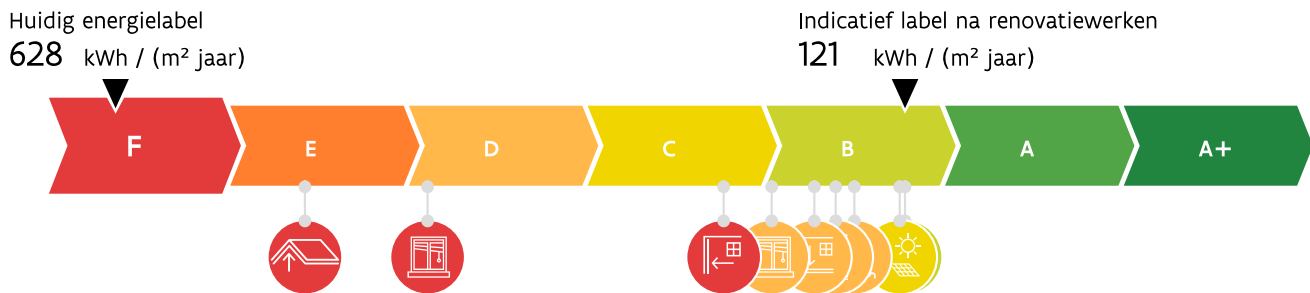 Huidig energielabel
628 kWh / (m² jaar)
Indicatief label na renovatiewerken
121 kWh / (m² jaar)
F E D C B A A+